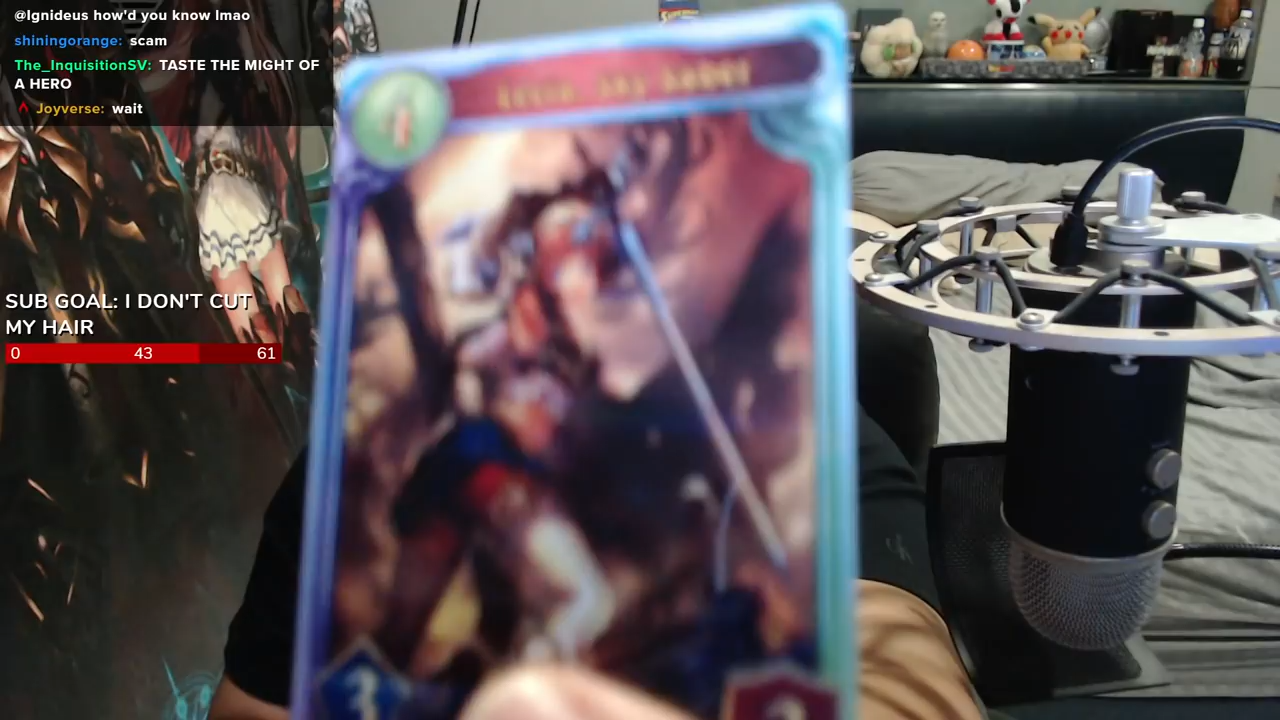 @Ignideus how'd you know lmao
shiningorange: scam
The_InquisitionSV: TASTE THE MIGHT OF
A HERO
Joyverse: wait
SUB GOAL: I DON'T CUT
MY HAIR
0 43 61
3